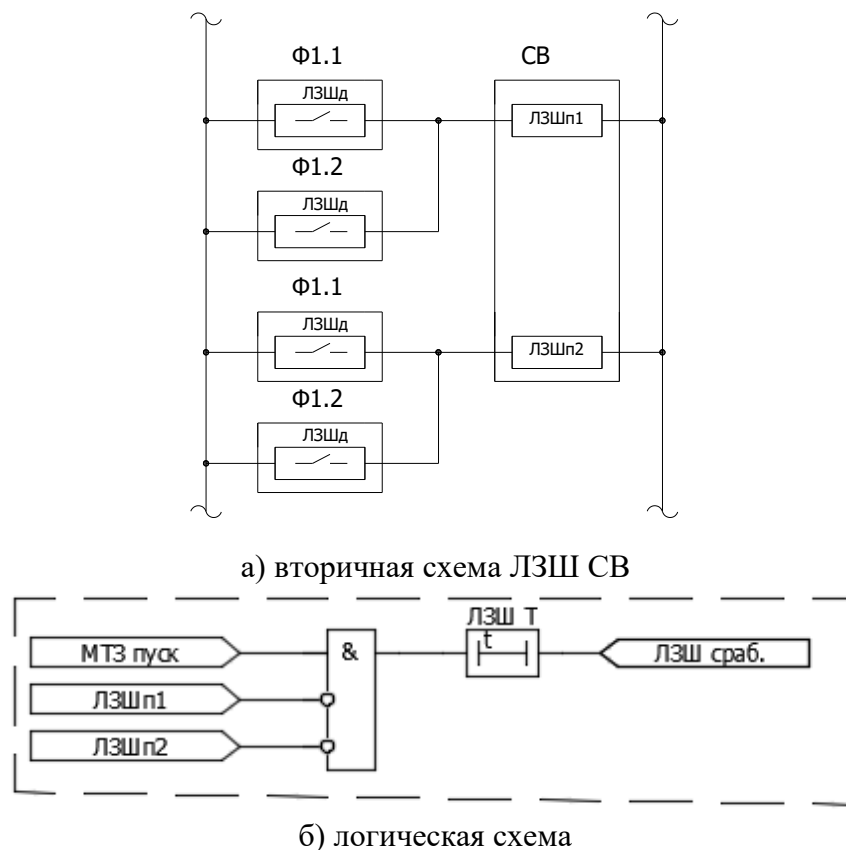 Ф1.1 СВ
ЛЗШд
ЛЗШп1
Ф1.2
ЛЗШд
Ф1.1
ЛЗШд
ЛЗШп2
Ф1.2
ЛЗШд
а) вторичная схема ЛЗШ СВ
ЛЗШ Т
МТЗ пуск & t ЛЗШ сраб.
ЛЗШп1
ЛЗШп2
б) логическая схема